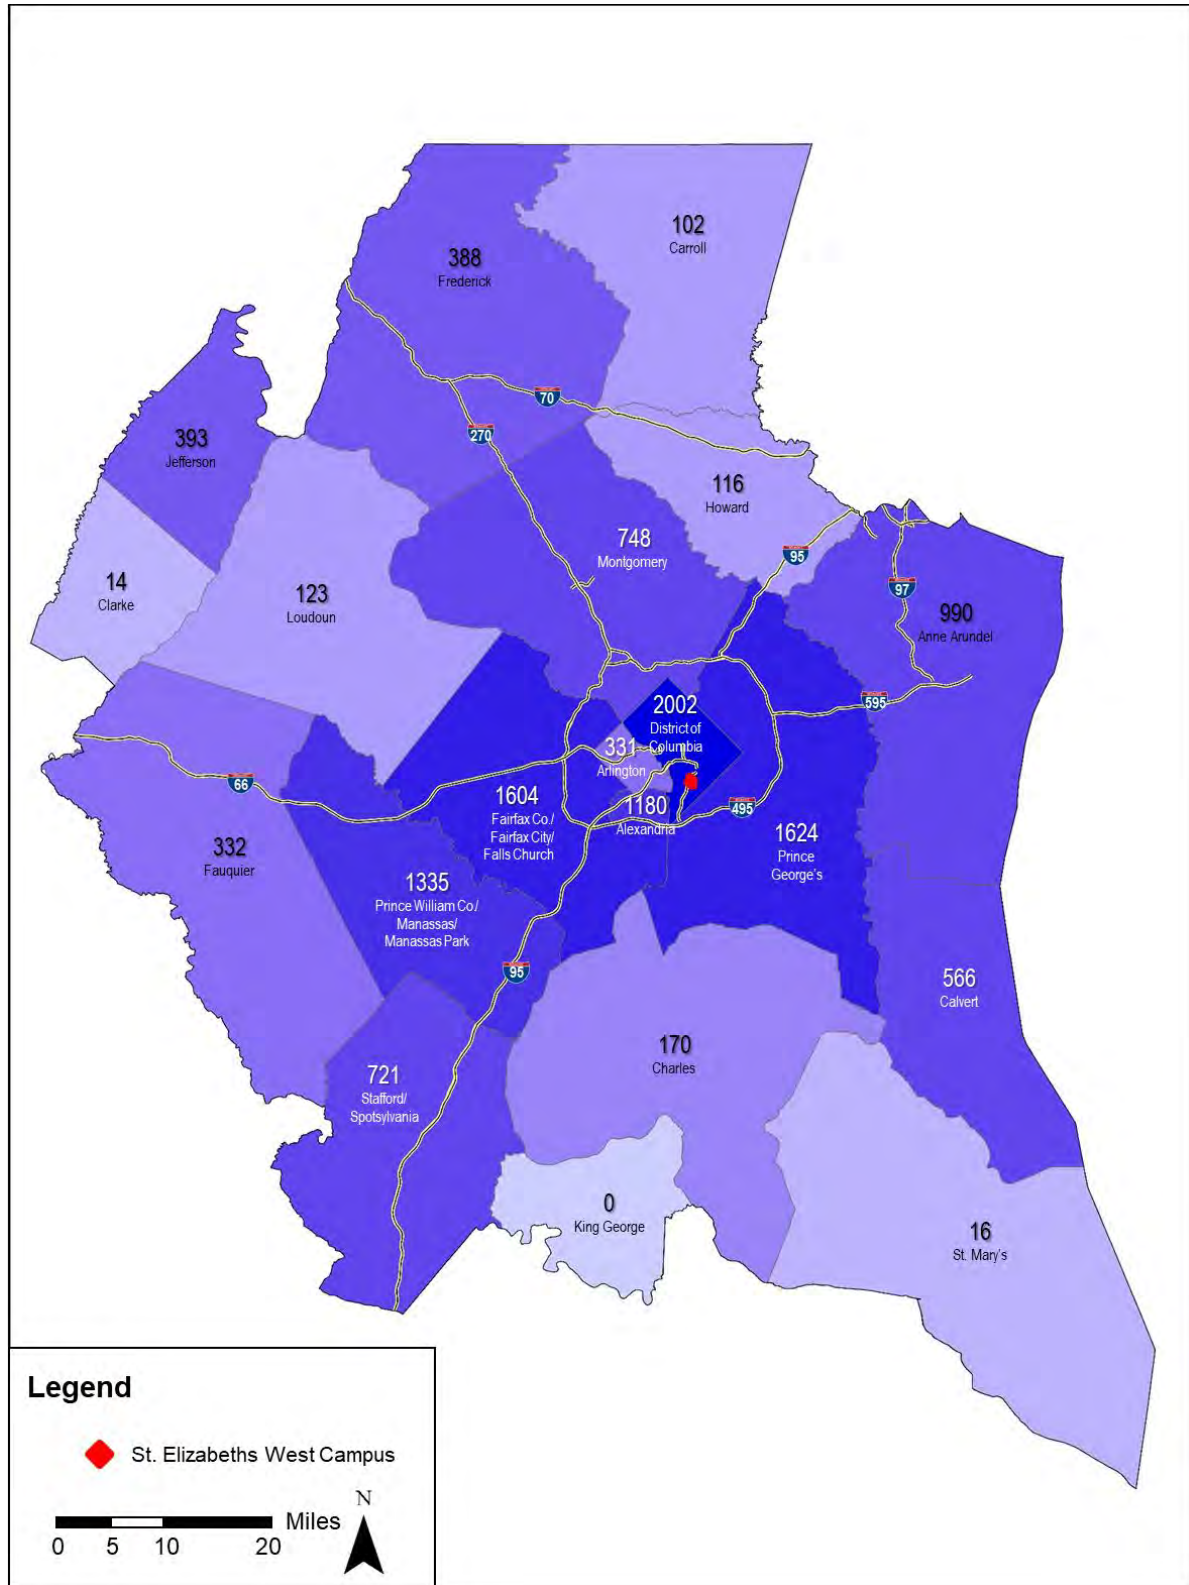 102
Carroll
388
Frederick
70
270
393
Jefferson
116
Howard
748
Montgomery
95
97
14
Clarke
123
Loudoun
990
Anne Arundel
595
2002
District of
Columbia
331
Arlington
66
1604
Fairfax Co./
Fairfax City/
Falls Church
1180
Alexandria
495
1624
Prince
George's
332
Fauquier
1335
Prince William Co./
Manassas/
Manassas Park
95
566
Calvert
170
Charles
721
Stafford/
Spotsylvania
0
King George
16
St. Mary's
Legend
St. Elizabeths West Campus
N
Miles
0 5 10 20